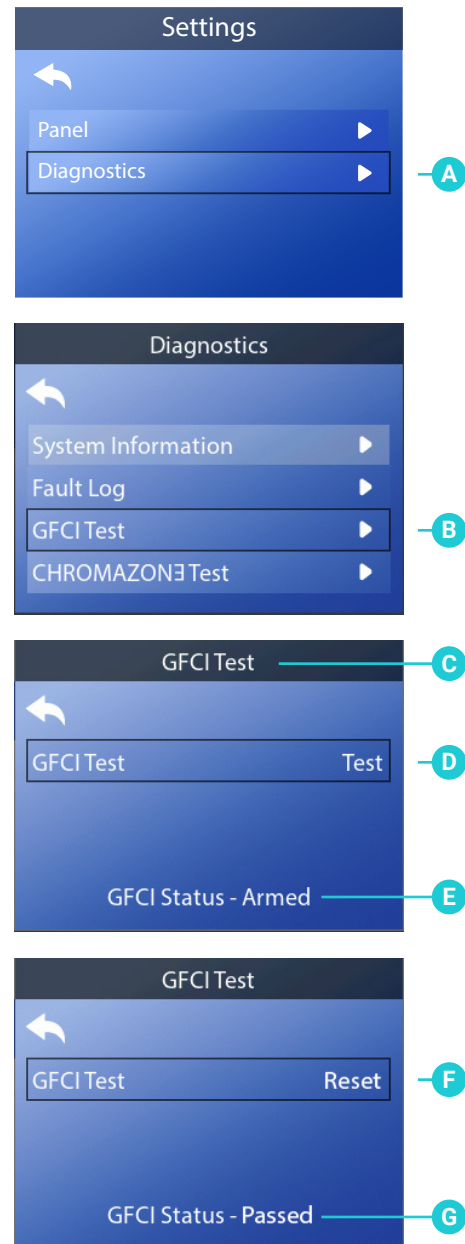 Settings
Panel
Diagnostics
A
Diagnostics
System Information
Fault Log
GFCI Test
B
CHROMAZONƎ Test
GFCI Test
C
GFCI Test Test
D
GFCI Status - Armed
E
GFCI Test
GFCI Test Reset
F
GFCI Status - Passed
G